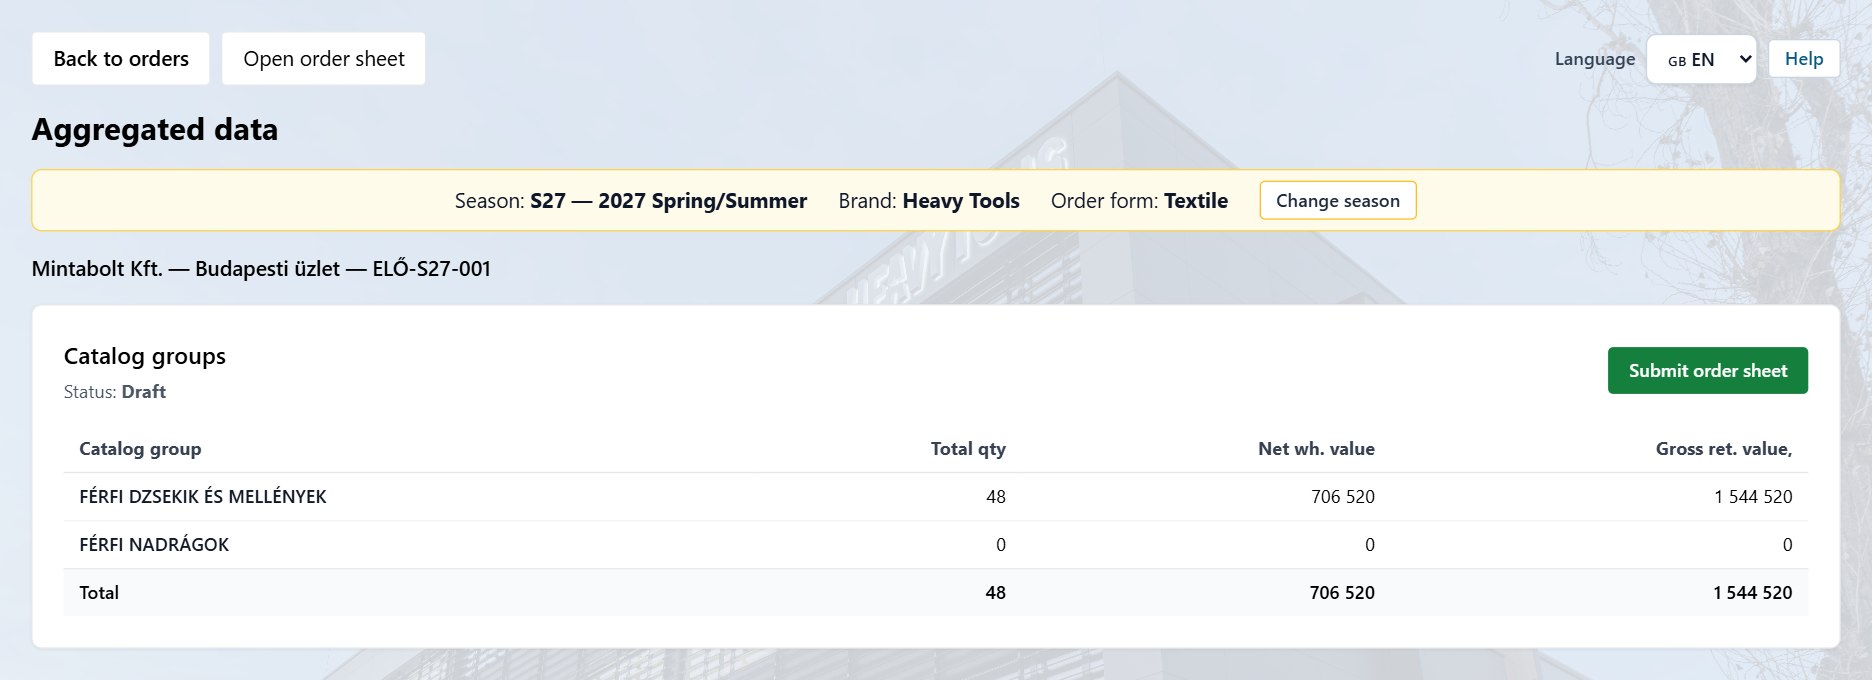 Back to orders
Open order sheet
Language
GB EN
Help
Aggregated data
Season: S27 — 2027 Spring/Summer Brand: Heavy Tools Order form: Textile Change season
Mintabolt Kft. — Budapesti üzlet — ELŐ-S27-001
Catalog groups
Status: Draft
Submit order sheet
Catalog group Total qty Net wh. value Gross ret. value,
FÉRFI DZSEKIK ÉS MELLÉNYEK 48 706 520 1 544 520
FÉRFI NADRÁGOK 0 0 0
Total 48 706 520 1 544 520